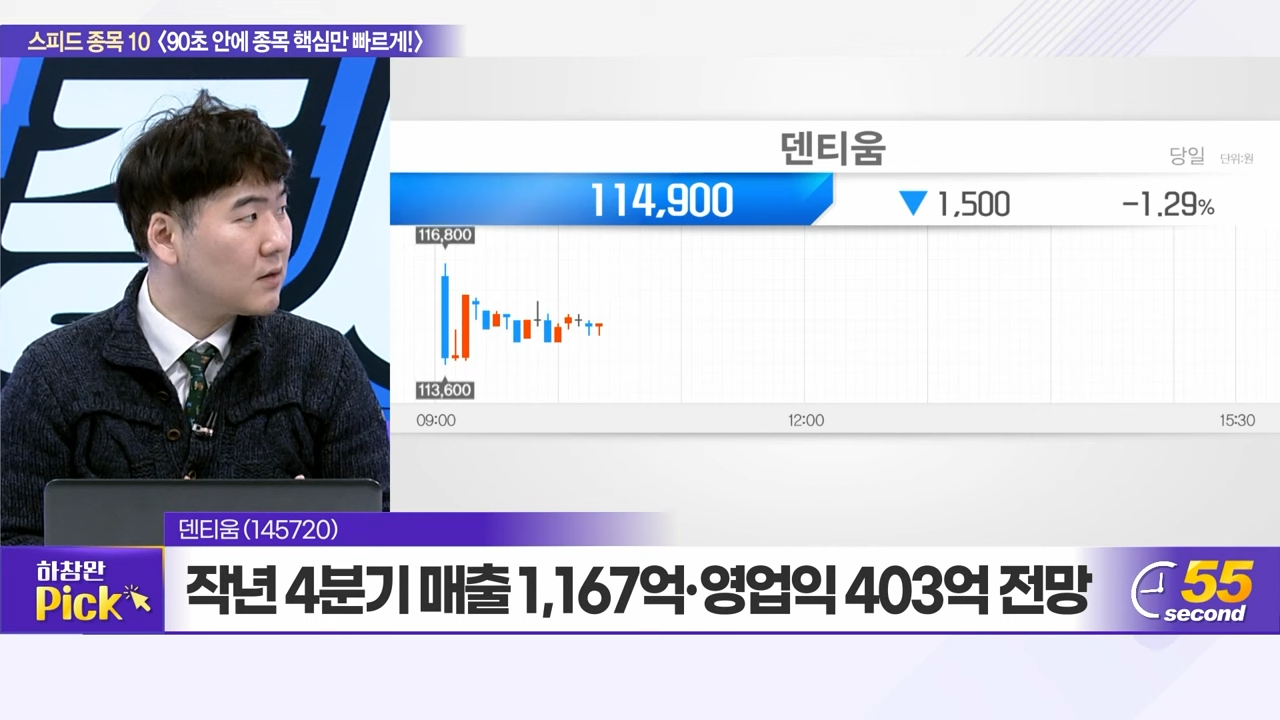 스피드 종목 10 〈90초 안에 종목 핵심만 빠르게!〉
덴티움
당일 단위:원
114,900 ▼ 1,500 -1.29%
116,800
113,600
09:00 12:00 15:30
덴티움(145720)
하창완
Pick
작년 4분기 매출 1,167억·영업익 403억 전망
55
second